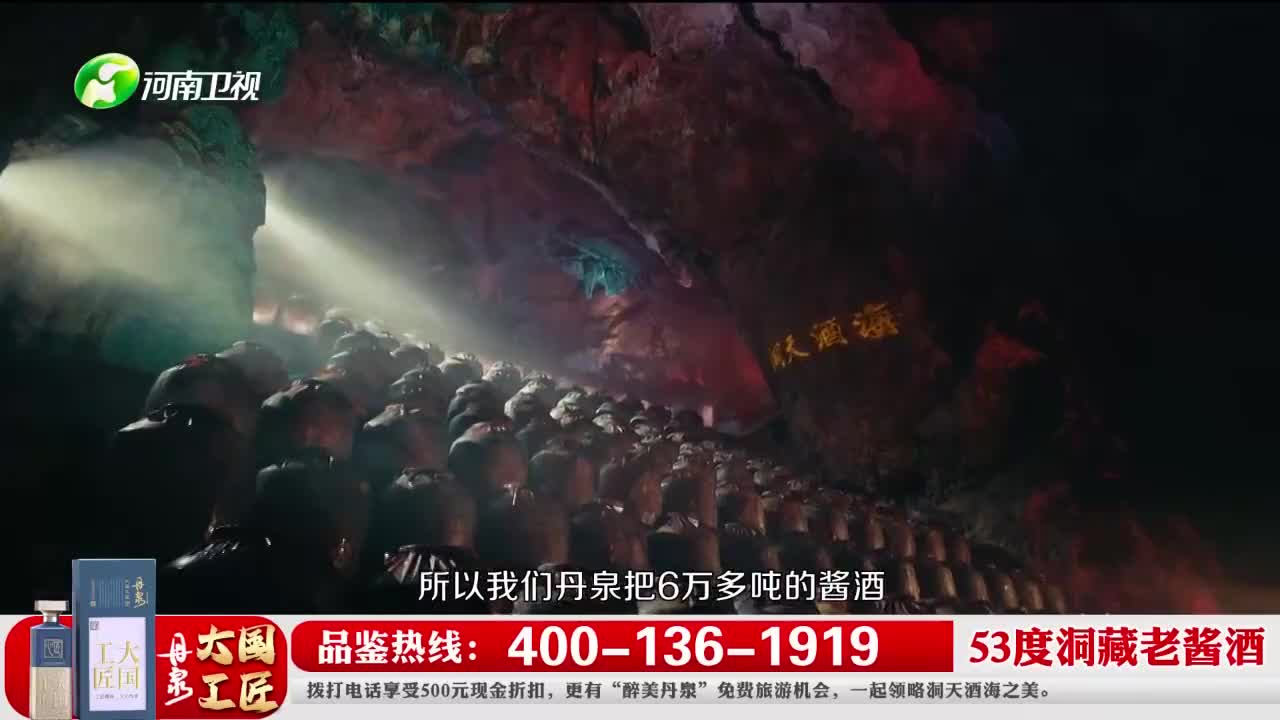 河南卫视
天酒海
所以我们丹泉把6万多吨的酱酒
丹泉
大国
工匠
丹泉
大国
工匠
品鉴热线：400-136-1919
53度洞藏老酱酒
拨打电话享受500元现金折扣，更有“醉美丹泉”免费旅游机会，一起领略洞天酒海之美。